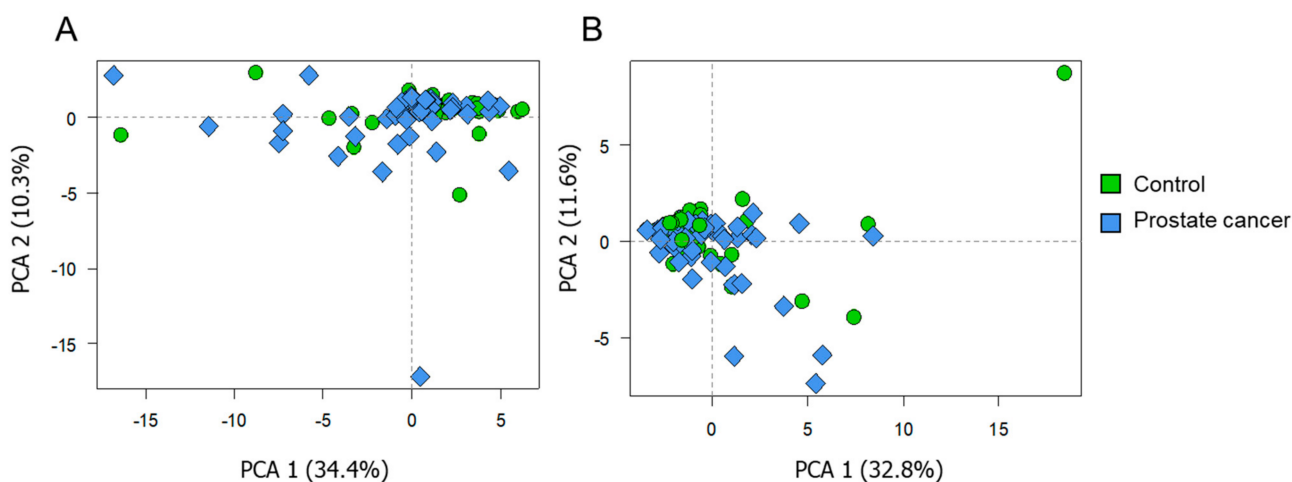 A
0
-5
-10
-15
PCA 2 (10.3%)
-15
-10
-5
0
5
PCA 1 (34.4%)
B
5
0
-5
PCA 2 (11.6%)
0
5
10
15
PCA 1 (32.8%)
Control
Prostate cancer